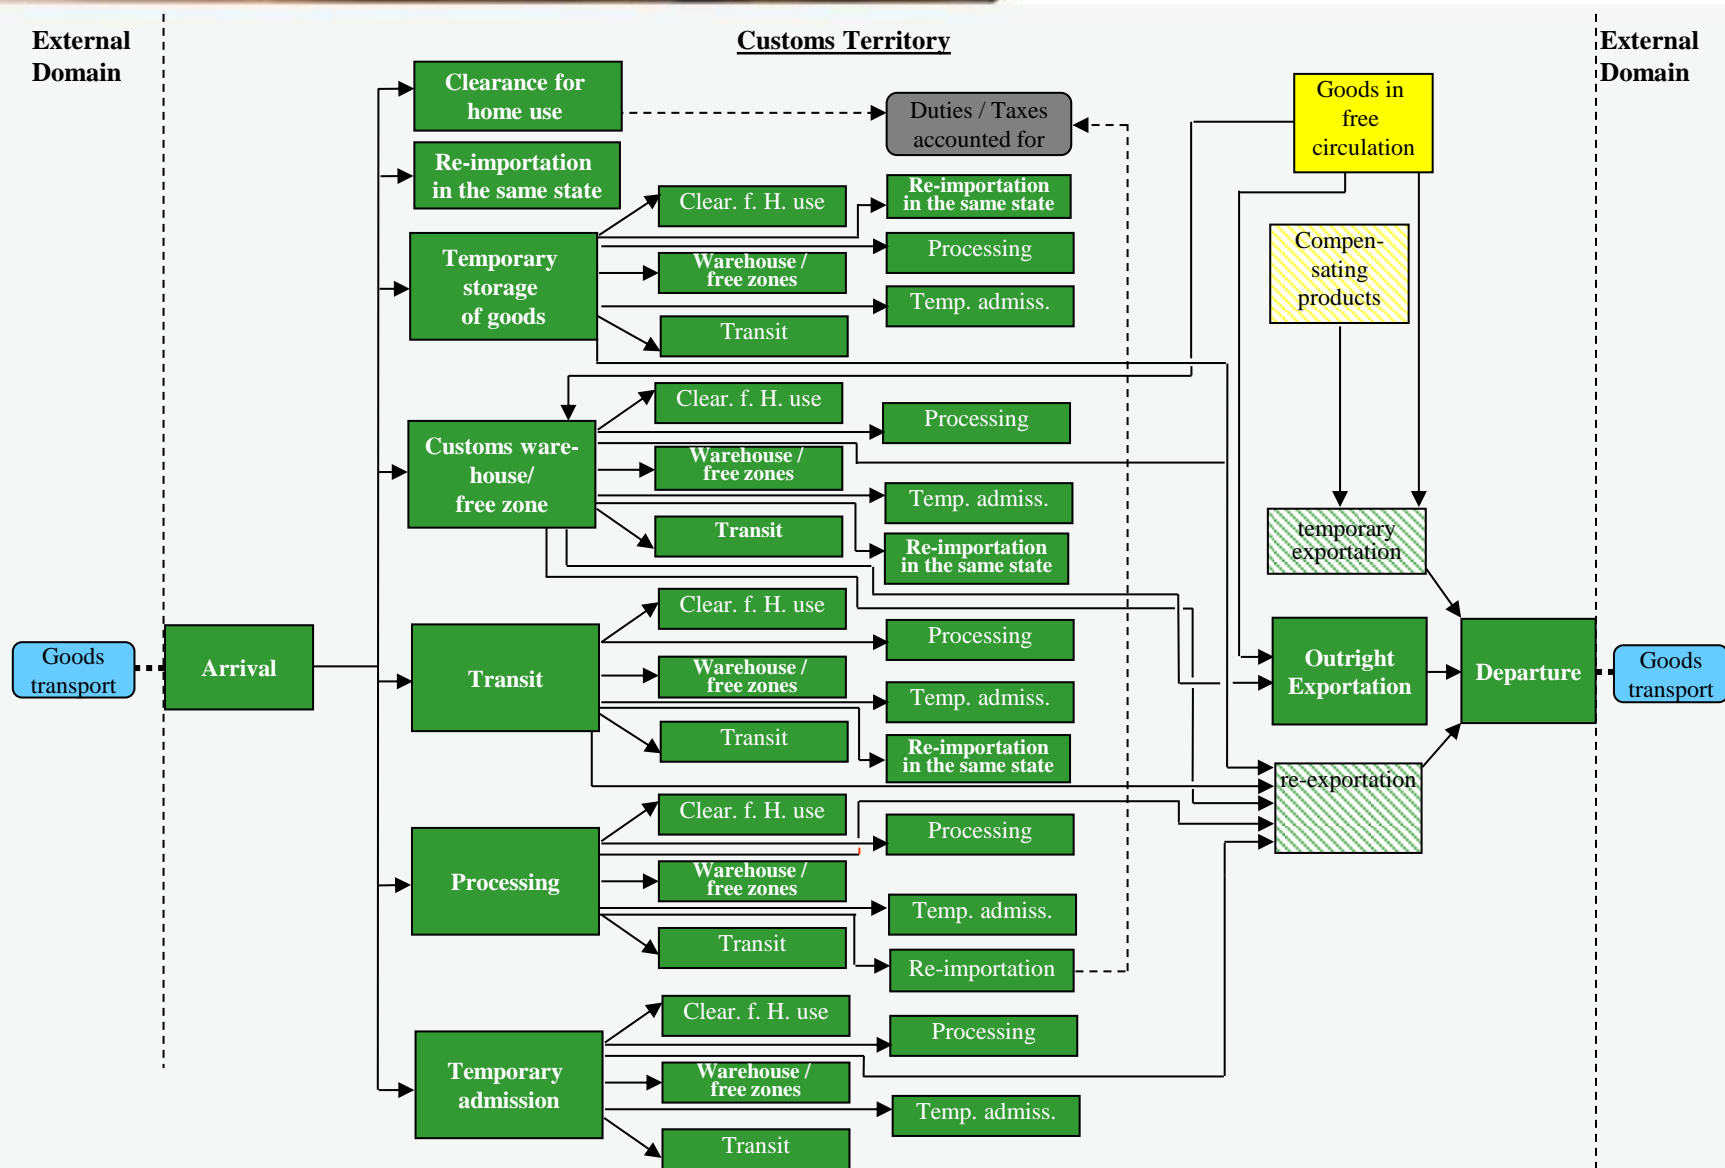 External
Domain
Customs Territory
External
Domain
Clearance for
home use
Duties / Taxes
accounted for
Goods in
free
circulation
Re-importation
in the same state
Clear. f. H. use
Re-importation
in the same state
Temporary
storage
of goods
Processing
Warehouse /
free zones
Temp. admiss.
Transit
Compen-
sating
products
Clear. f. H. use
Processing
Customs ware-
house/
free zone
Warehouse /
free zones
Temp. admiss.
Transit
Re-importation
in the same state
temporary
exportation
Clear. f. H. use
Processing
Goods
transport
Arrival
Transit
Warehouse /
free zones
Temp. admiss.
Transit
Re-importation
in the same state
Outright
Exportation
Departure
Goods
transport
re-exportation
Clear. f. H. use
Processing
Processing
Warehouse /
free zones
Temp. admiss.
Transit
Re-importation
Clear. f. H. use
Processing
Temporary
admission
Warehouse /
free zones
Temp. admiss.
Transit